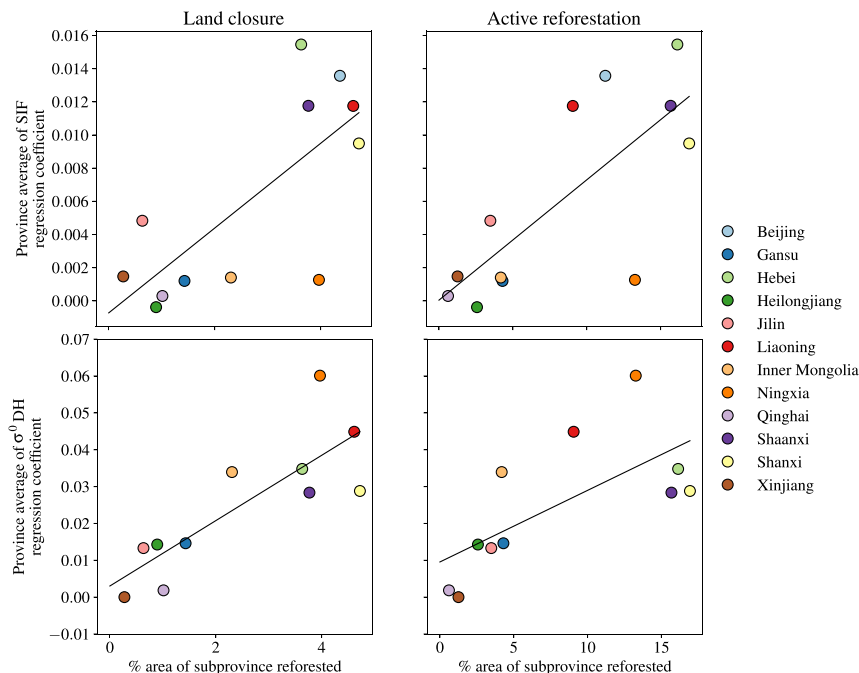 Land closure
Active reforestation
0.016
0.014
0.012
0.010
0.008
0.006
0.004
0.002
0.000
Province average of SIF
regression coefficient
0.07
0.06
0.05
0.04
0.03
0.02
0.01
0.00
−0.01
Province average of σ⁰ DH
regression coefficient
0 2 4
% area of subprovince reforested
0 5 10 15
% area of subprovince reforested
Beijing
Gansu
Hebei
Heilongjiang
Jilin
Liaoning
Inner Mongolia
Ningxia
Qinghai
Shaanxi
Shanxi
Xinjiang